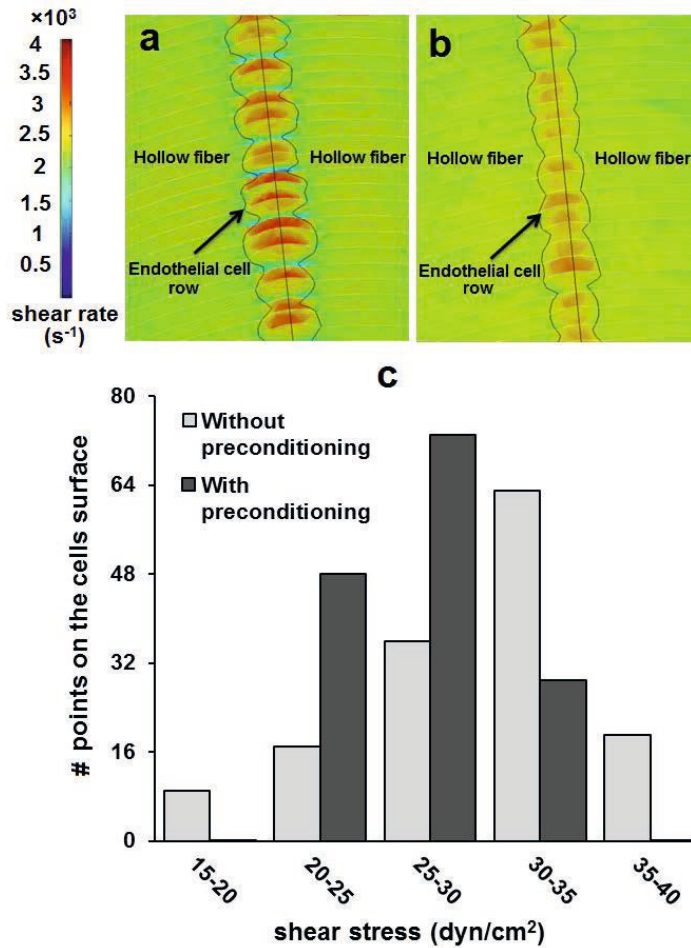 ×10³
4
3.5
3
2.5
2
1.5
1
0.5
shear rate
(s⁻¹)
a
Hollow fiber
Hollow fiber
Endothelial cell
row
b
Hollow fiber
Hollow fiber
Endothelial cell
row
c
Without
preconditioning
With
preconditioning
# points on the cells surface
80
64
48
32
16
0
15-20
20-25
25-30
30-35
35-40
shear stress (dyn/cm²)